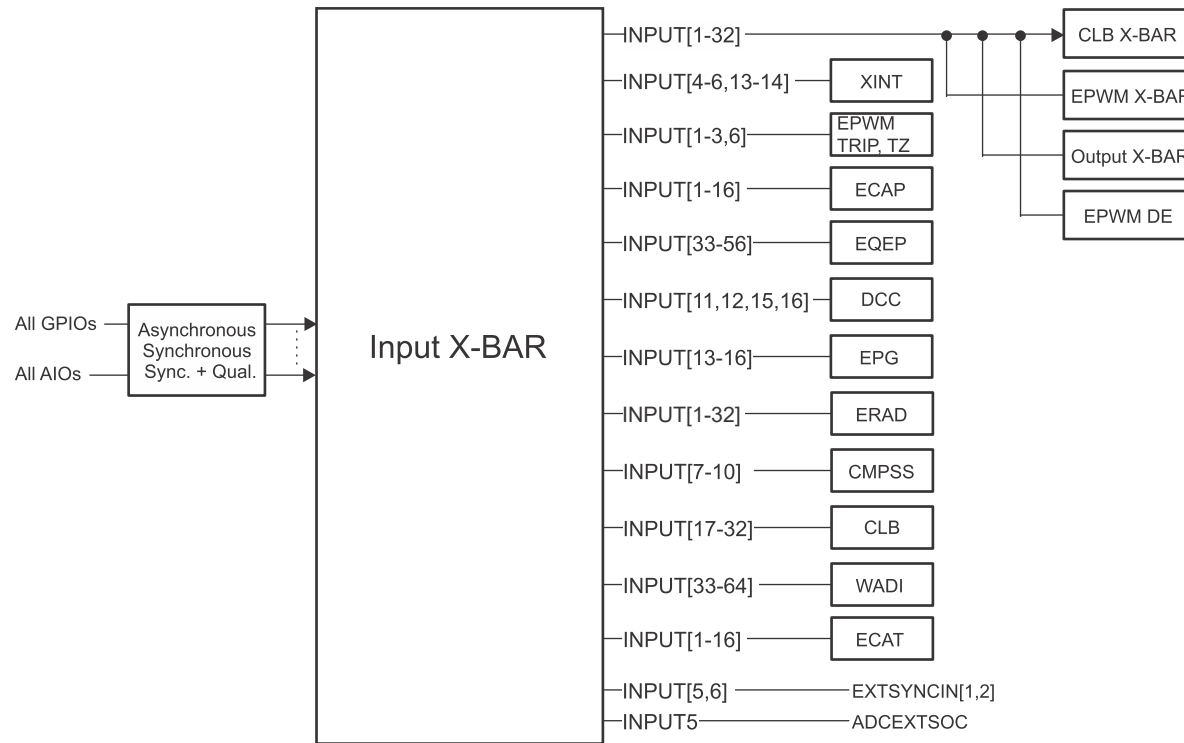 INPUT[1-32]
CLB X-BAR
INPUT[4-6,13-14]
XINT
EPWM X-BAR
INPUT[1-3,6]
EPWM
TRIP, TZ
Output X-BAR
INPUT[1-16]
ECAP
EPWM DE
INPUT[33-56]
EQEP
INPUT[11,12,15,16]
DCC
All GPIOs
All AIOs
Asynchronous
Synchronous
Sync. + Qual.
Input X-BAR
INPUT[13-16]
EPG
INPUT[1-32]
ERAD
INPUT[7-10]
CMPSS
INPUT[17-32]
CLB
INPUT[33-64]
WADI
INPUT[1-16]
ECAT
INPUT[5,6]
EXTSYNCIN[1,2]
INPUT5
ADCEXTSOC